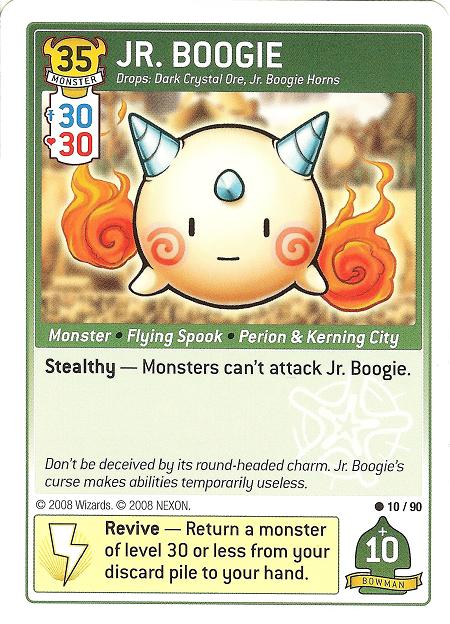 35
JR. BOOGIE
MONSTER
Drops: Dark Crystal Ore, Jr. Boogie Horns
30
30
Monster • Flying Spook • Perion & Kerning City
Stealthy — Monsters can't attack Jr. Boogie.
Don't be deceived by its round-headed charm. Jr. Boogie's
curse makes abilities temporarily useless.
© 2008 Wizards. © 2008 NEXON.
● 10 / 90
Revive — Return a monster
of level 30 or less from your
discard pile to your hand.
+
10
BOWMAN